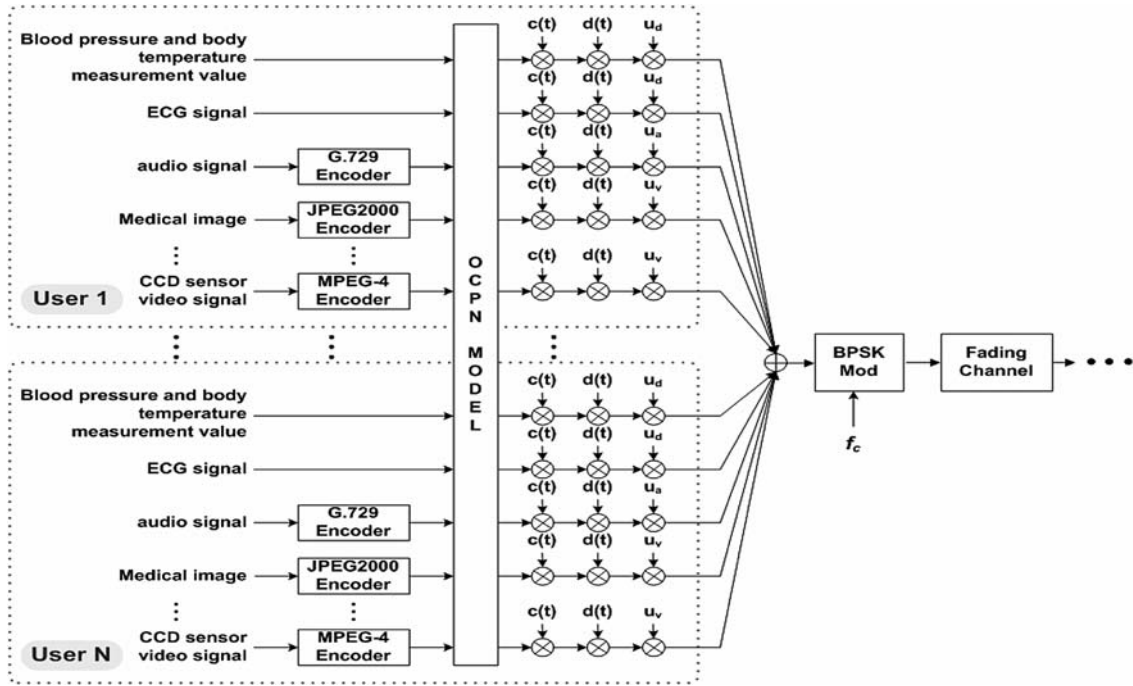 c(t) d(t) u_d
Blood pressure and body
temperature
measurement value
c(t) d(t) u_d
ECG signal
c(t) d(t) u_a
audio signal
G.729
Encoder
c(t) d(t) u_v
Medical image
JPEG2000
Encoder
c(t) d(t) u_v
CCD sensor
video signal
MPEG-4
Encoder
User 1
OCPN MODEL
BPSK
Mod
Fading
Channel
f_c
c(t) d(t) u_d
Blood pressure and body
temperature
measurement value
c(t) d(t) u_d
ECG signal
c(t) d(t) u_a
audio signal
G.729
Encoder
c(t) d(t) u_v
Medical image
JPEG2000
Encoder
c(t) d(t) u_v
CCD sensor
video signal
MPEG-4
Encoder
User N